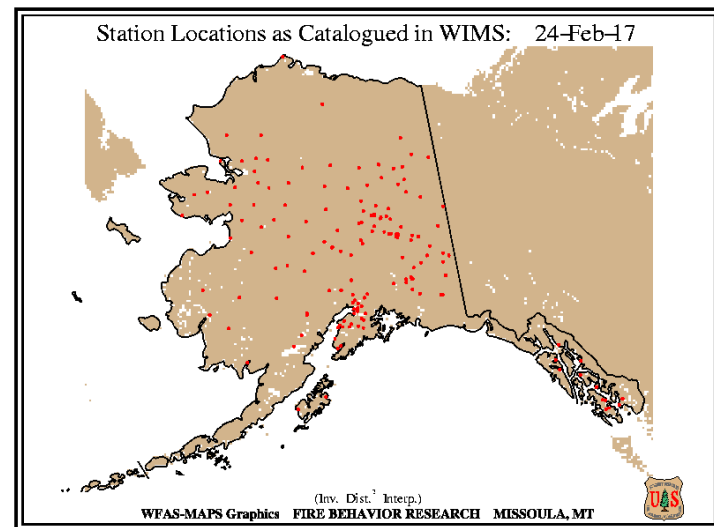 Station Locations as Catalogued in WIMS: 24-Feb-17
(Inv. Dist.² Interp.)
WFAS-MAPS Graphics FIRE BEHAVIOR RESEARCH MISSOULA, MT
U S